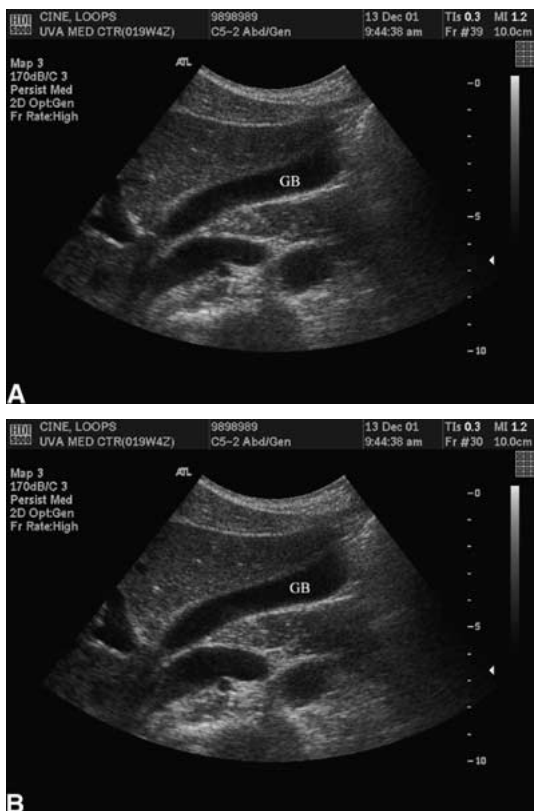 CINE, LOOPS 9898989 13 Dec 01 TIs 0.3 MI 1.2
UVA MED CTR(019W4Z) C5-2 Abd/Gen 9:44:38 am Fr #39 10.0cm
Map 3
170dB/C 3
Persist Med
2D Opt:Gen
Fr Rate:High
ATL
-0
GB
-5
-10
A
CINE, LOOPS 9898989 13 Dec 01 TIs 0.3 MI 1.2
UVA MED CTR(019W4Z) C5-2 Abd/Gen 9:44:38 am Fr #30 10.0cm
Map 3
170dB/C 3
Persist Med
2D Opt:Gen
Fr Rate:High
ATL
-0
GB
-5
-10
B